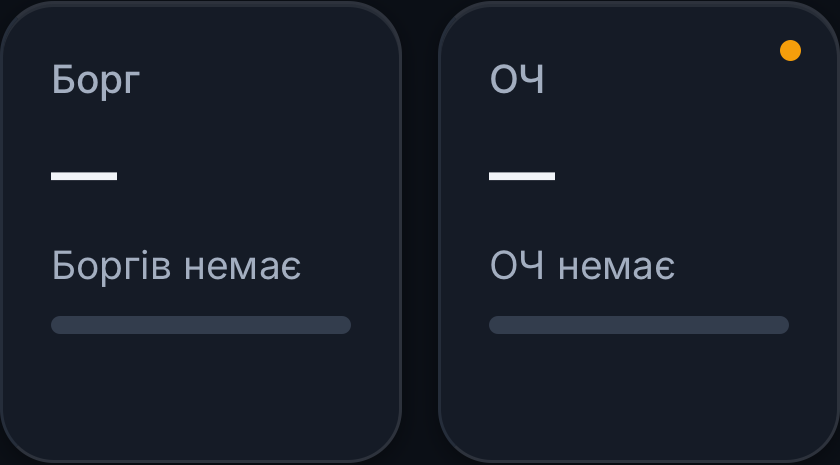 Борг
—
Боргів немає
ОЧ
—
ОЧ немає